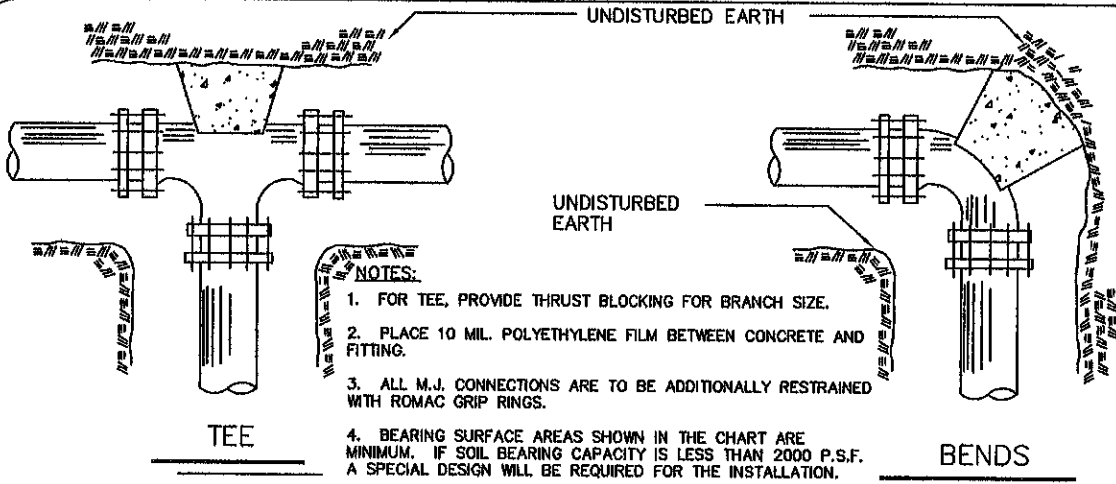 UNDISTURBED EARTH
UNDISTURBED
EARTH
NOTES:
1. FOR TEE, PROVIDE THRUST BLOCKING FOR BRANCH SIZE.
2. PLACE 10 MIL. POLYETHYLENE FILM BETWEEN CONCRETE AND
FITTING.
3. ALL M.J. CONNECTIONS ARE TO BE ADDITIONALLY RESTRAINED
WITH ROMAC GRIP RINGS.
4. BEARING SURFACE AREAS SHOWN IN THE CHART ARE
MINIMUM. IF SOIL BEARING CAPACITY IS LESS THAN 2000 P.S.F.
A SPECIAL DESIGN WILL BE REQUIRED FOR THE INSTALLATION.
TEE
BENDS